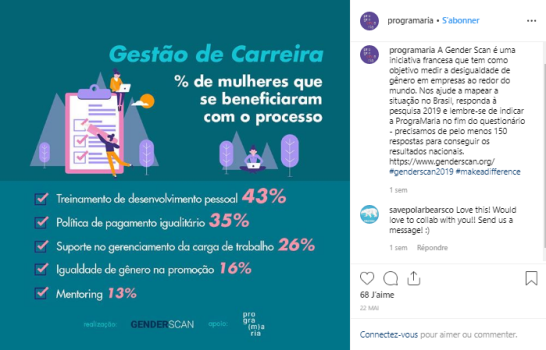 Gestão de Carreira
% de mulheres que
se beneficiaram
com o processo
Treinamento de desenvolvimento pessoal 43%
Política de pagamento igualitário 35%
Suporte no gerenciamento da carga de trabalho 26%
Igualdade de gênero na promoção 16%
Mentoring 13%
realização:
GENDERSCAN
apoio:
pro
gra
(m)a
ria
programaria • S'abonner
programaria A Gender Scan é uma
iniciativa francesa que tem como
objetivo medir a desigualdade de
gênero em empresas ao redor do
mundo. Nos ajude a mapear a
situação no Brasil, responda á
pesquisa 2019 e lembre-se de indicar
a PrograMaria no fim do questionário
- precisamos de pelo menos 150
respostas para conseguir os
resultados nacionais.
https://www.genderscan.org/
#genderscan2019 #makeadifference
1 sem
savepolarbearsco Love this! Would
love to collab with you!! Send us a
message! :)
1 sem Répondre
68 J'aime
22 MAI
Connectez-vous pour aimer ou commenter.